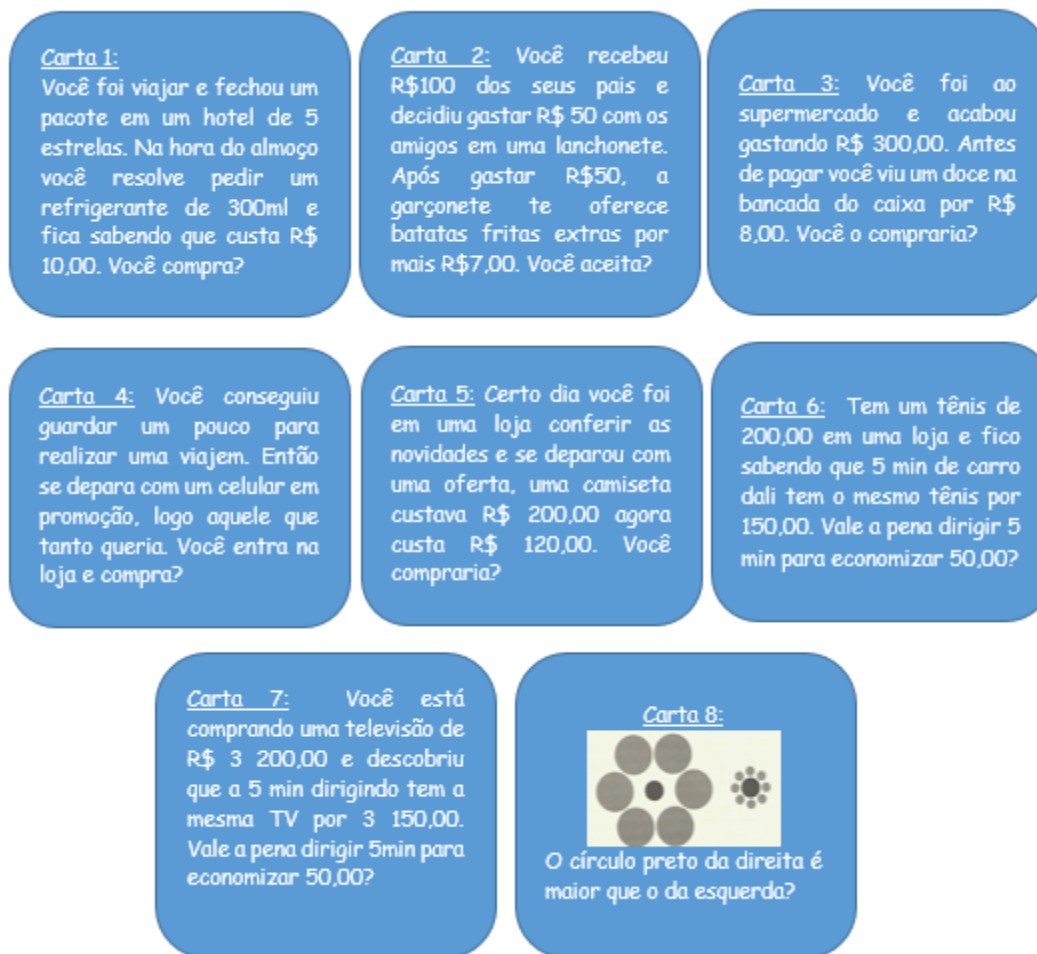 Carta 1:
Você foi viajar e fechou um
pacote em um hotel de 5
estrelas. Na hora do almoço
você resolve pedir um
refrigerante de 300ml e
fica sabendo que custa R$
10,00. Você compra?
Carta 2: Você recebeu
R$100 dos seus pais e
decidiu gastar R$ 50 com os
amigos em uma lanchonete.
Após gastar R$50, a
garçonete te oferece
batatas fritas extras por
mais R$7,00. Você aceita?
Carta 3: Você foi ao
supermercado e acabou
gastando R$ 300,00. Antes
de pagar você viu um doce na
bancada do caixa por R$
8,00. Você o compraria?
Carta 4: Você conseguiu
guardar um pouco para
realizar uma viajem. Então
se depara com um celular em
promoção, logo aquele que
tanto queria. Você entra na
loja e compra?
Carta 5: Certo dia você foi
em uma loja conferir as
novidades e se deparou com
uma oferta, uma camiseta
custava R$ 200,00 agora
custa R$ 120,00. Você
compraria?
Carta 6: Tem um tênis de
200,00 em uma loja e fico
sabendo que 5 min de carro
dali tem o mesmo tênis por
150,00. Vale a pena dirigir 5
min para economizar 50,00?
Carta 7: Você está
comprando uma televisão de
R$ 3 200,00 e descobriu
que a 5 min dirigindo tem a
mesma TV por 3 150,00.
Vale a pena dirigir 5min para
economizar 50,00?
Carta 8:
O círculo preto da direita é
maior que o da esquerda?